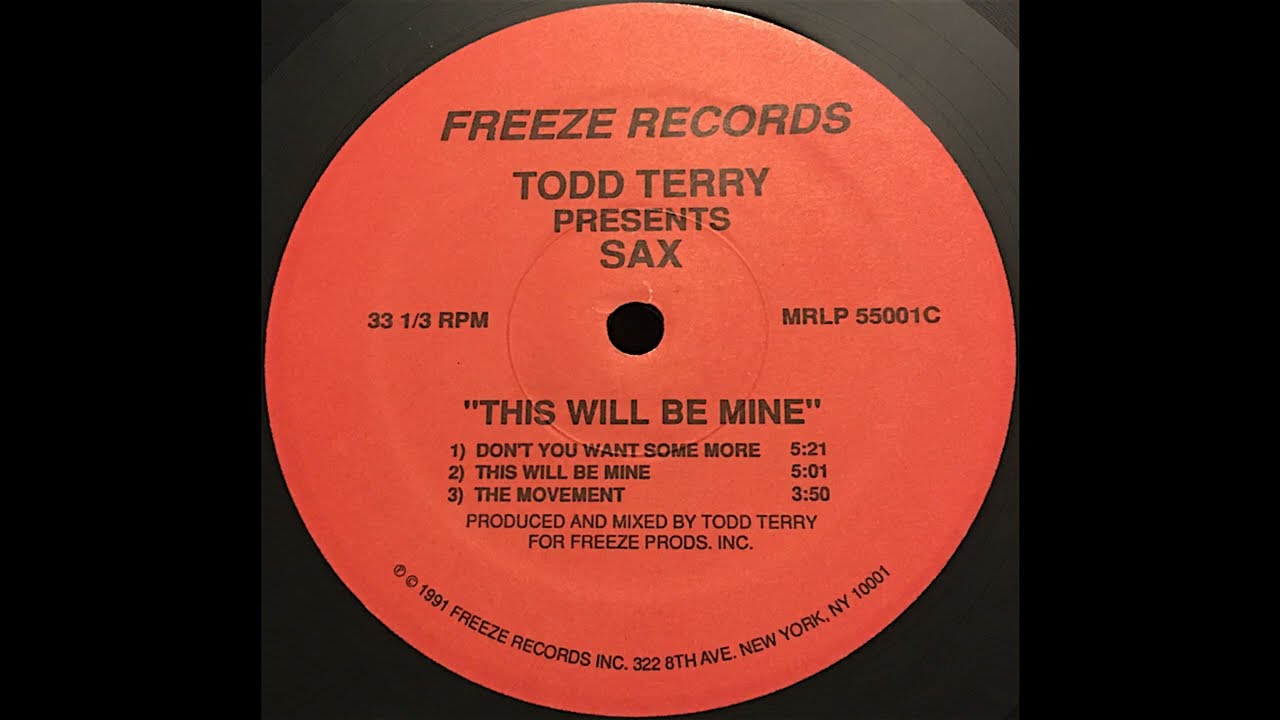 FREEZE RECORDS
TODD TERRY
PRESENTS
SAX
33 1/3 RPM
MRLP 55001C
"THIS WILL BE MINE"
1) DON'T YOU WANT SOME MORE 5:21
2) THIS WILL BE MINE 5:01
3) THE MOVEMENT 3:50
PRODUCED AND MIXED BY TODD TERRY
FOR FREEZE PRODS. INC.
℗ © 1991 FREEZE RECORDS INC. 322 8TH AVE. NEW YORK, NY 10001